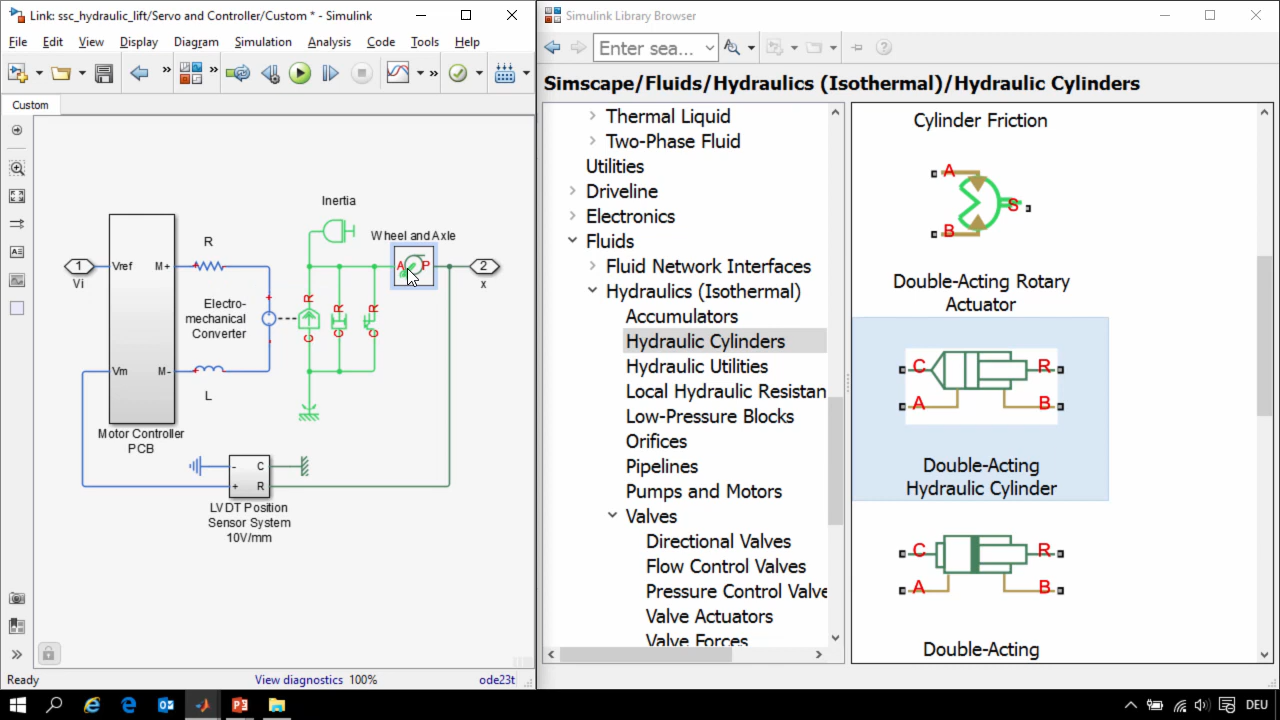 Link: ssc_hydraulic_lift/Servo and Controller/Custom * - Simulink
File Edit View Display Diagram Simulation Analysis Code Tools Help
Custom
Inertia
Wheel and Axle
R
A P
1
Vref
M+
2
Vi
x
Electro-
mechanical
Converter
R R R
C C C
Vm
M-
L
Motor Controller
PCB
- C
+ R
LVDT Position
Sensor System
10V/mm
Ready
View diagnostics 100%
ode23t
Simulink Library Browser
Enter sea...
Simscape/Fluids/Hydraulics (Isothermal)/Hydraulic Cylinders
Thermal Liquid
Two-Phase Fluid
Utilities
Driveline
Electronics
Fluids
Fluid Network Interfaces
Hydraulics (Isothermal)
Accumulators
Hydraulic Cylinders
Hydraulic Utilities
Local Hydraulic Resistan
Low-Pressure Blocks
Orifices
Pipelines
Pumps and Motors
Valves
Directional Valves
Flow Control Valves
Pressure Control Valve
Valve Actuators
Valve Forces
Cylinder Friction
A
S
B
Double-Acting Rotary
Actuator
C R
A B
Double-Acting
Hydraulic Cylinder
C R
A B
Double-Acting
DEU